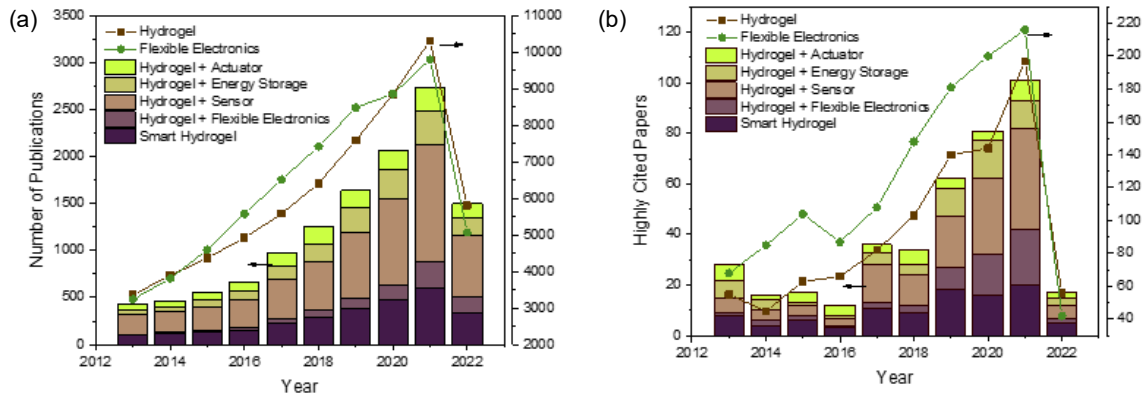 (a)
Hydrogel
Flexible Electronics
Hydrogel + Actuator
Hydrogel + Energy Storage
Hydrogel + Sensor
Hydrogel + Flexible Electronics
Smart Hydrogel
Number of Publications
3500
3000
2500
2000
1500
1000
500
0
11000
10000
9000
8000
7000
6000
5000
4000
3000
2000
2012 2014 2016 2018 2020 2022
Year
(b)
Hydrogel
Flexible Electronics
Hydrogel + Actuator
Hydrogel + Energy Storage
Hydrogel + Sensor
Hydrogel + Flexible Electronics
Smart Hydrogel
Highly Cited Papers
120
100
80
60
40
20
0
220
200
180
160
140
120
100
80
60
40
2012 2014 2016 2018 2020 2022
Year